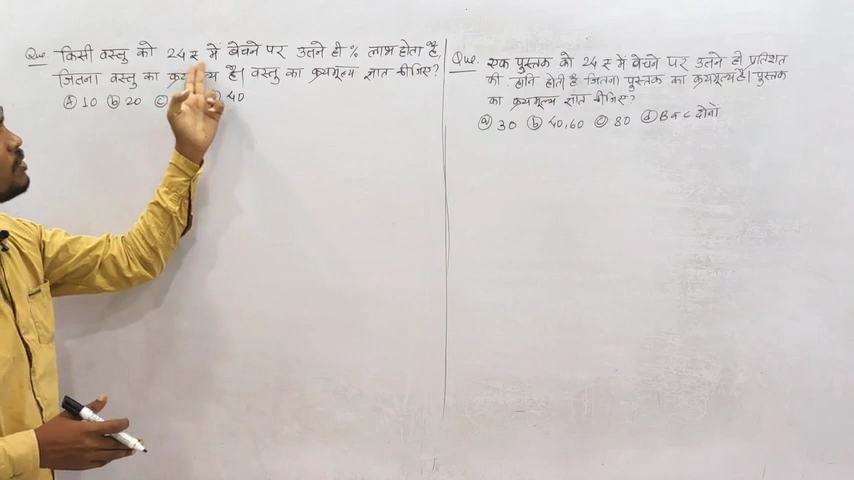 Que. किसी वस्तु को 24 रु में बेचने पर उतने ही % लाभ होता है,
जितना वस्तु का क्रयमूल्य है। वस्तु का क्रयमूल्य ज्ञात कीजिए?
(a) 10 (b) 20 (c) 40
Que. एक पुस्तक को 24 रु में बेचने पर उतने ही प्रतिशत
की हानि होती है जितना पुस्तक का क्रयमूल्य है। पुस्तक
का क्रयमूल्य ज्ञात कीजिए?
(a) 30 (b) 40,60 (c) 80 (d) B व C दोनों